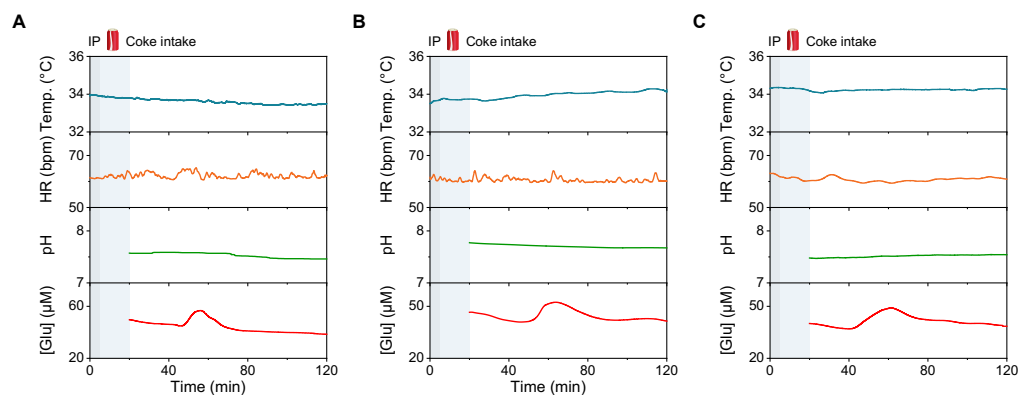 A
IP Coke intake
Temp. (°C)
36
34
32
HR (bpm)
70
50
pH
8
7
[Glu] (µM)
60
20
0 40 80 120
Time (min)
B
IP Coke intake
Temp. (°C)
36
34
32
HR (bpm)
70
50
pH
8
7
[Glu] (µM)
50
20
0 40 80 120
Time (min)
C
IP Coke intake
Temp. (°C)
36
34
32
HR (bpm)
70
50
pH
8
7
[Glu] (µM)
50
20
0 40 80 120
Time (min)